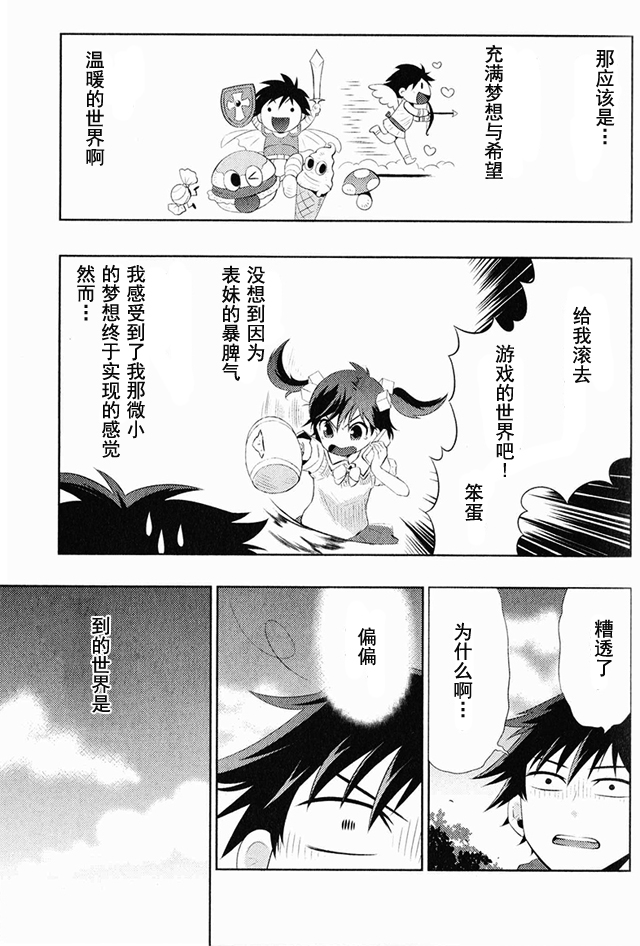 那应该是…
充满梦想与希望
温暖的世界啊
给我滚去
游戏的世界吧！
笨蛋
没想到因为
表妹的暴脾气
我感受到了我那微小
的梦想终于实现的感觉
然而…
糟透了
为什么啊…
偏偏
到的世界是